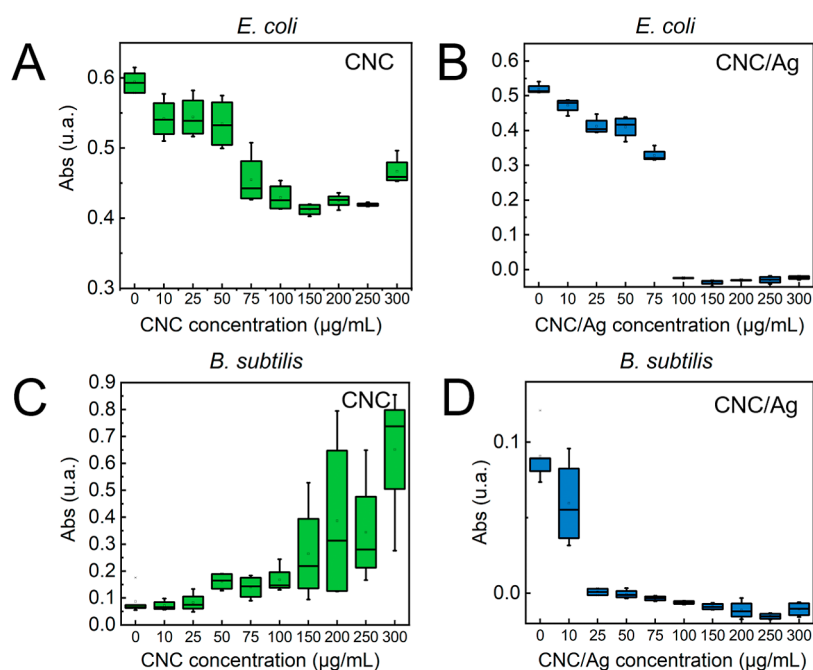 E. coli
A
CNC
Abs (u.a.)
0.6
0.5
0.4
0.3
0 10 25 50 75 100 150 200 250 300
CNC concentration (µg/mL)
E. coli
B
CNC/Ag
Abs (u.a.)
0.6
0.5
0.4
0.3
0.2
0.1
0.0
0 10 25 50 75 100 150 200 250 300
CNC/Ag concentration (µg/mL)
B. subtilis
C
CNC
Abs (u.a.)
0.9
0.8
0.7
0.6
0.5
0.4
0.3
0.2
0.1
0.0
0 10 25 50 75 100 150 200 250 300
CNC concentration (µg/mL)
B. subtilis
D
CNC/Ag
Abs (u.a.)
0.1
0.0
0 10 25 50 75 100 150 200 250 300
CNC/Ag concentration (µg/mL)